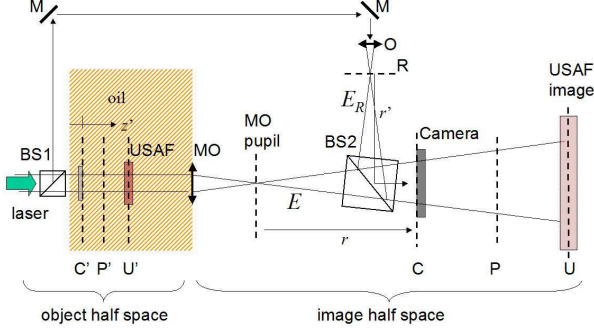 M
M
O
R
oil
z'
E_R
r'
USAF
image
BS1
USAF
MO
MO
pupil
BS2
Camera
laser
E
r
C'
P'
U'
C
P
U
object half space
image half space